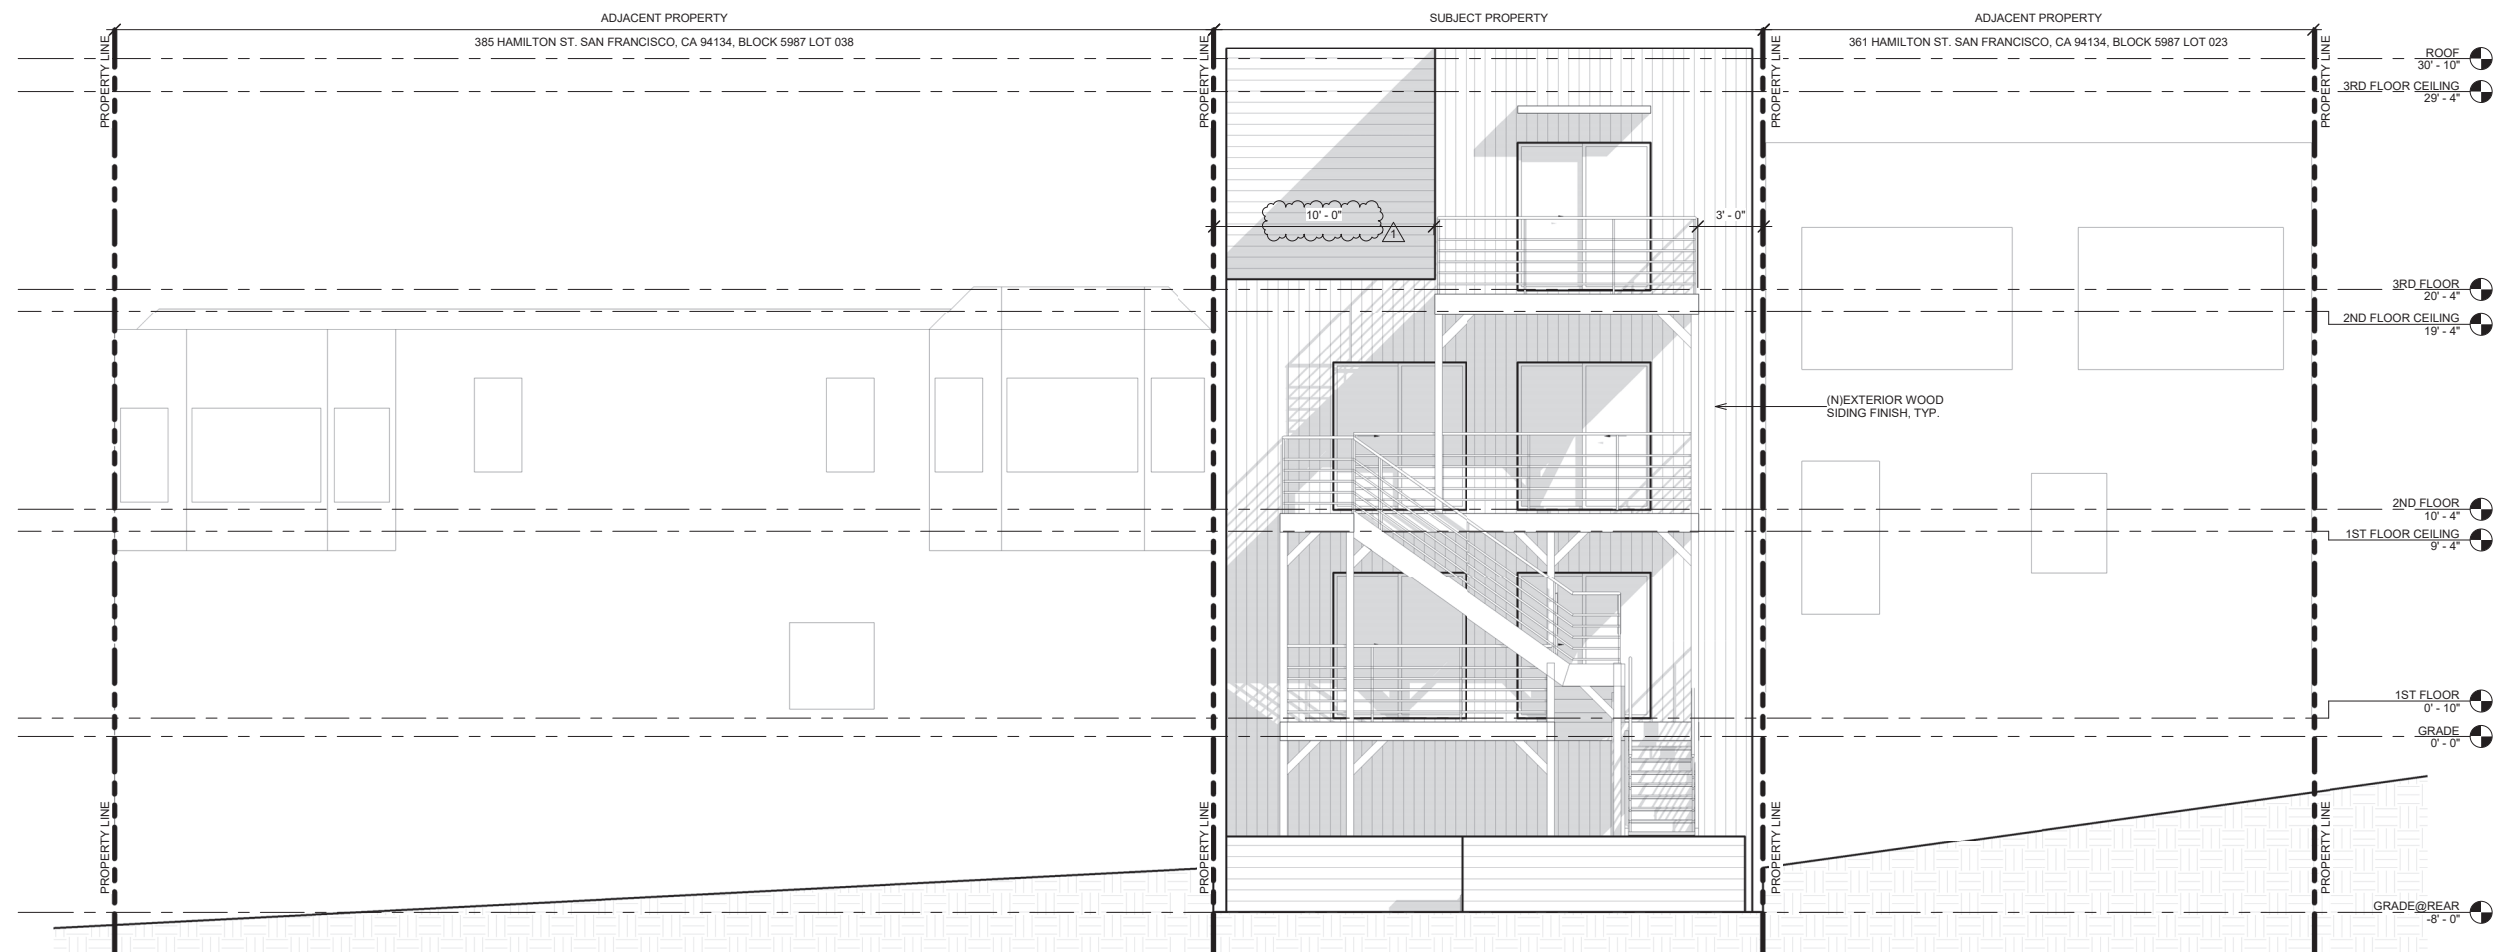 ADJACENT PROPERTY
SUBJECT PROPERTY
ADJACENT PROPERTY
385 HAMILTON ST. SAN FRANCISCO, CA 94134, BLOCK 5987 LOT 038
361 HAMILTON ST. SAN FRANCISCO, CA 94134, BLOCK 5987 LOT 023
PROPERTY LINE
PROPERTY LINE
PROPERTY LINE
PROPERTY LINE
ROOF
30' - 10"
3RD FLOOR CEILING
29' - 4"
10' - 0"
1
3' - 0"
3RD FLOOR
20' - 4"
2ND FLOOR CEILING
19' - 4"
(N)EXTERIOR WOOD
SIDING FINISH, TYP.
2ND FLOOR
10' - 4"
1ST FLOOR CEILING
9' - 4"
1ST FLOOR
0' - 10"
GRADE
0' - 0"
PROPERTY LINE
PROPERTY LINE
PROPERTY LINE
PROPERTY LINE
GRADE@REAR
-8' - 0"